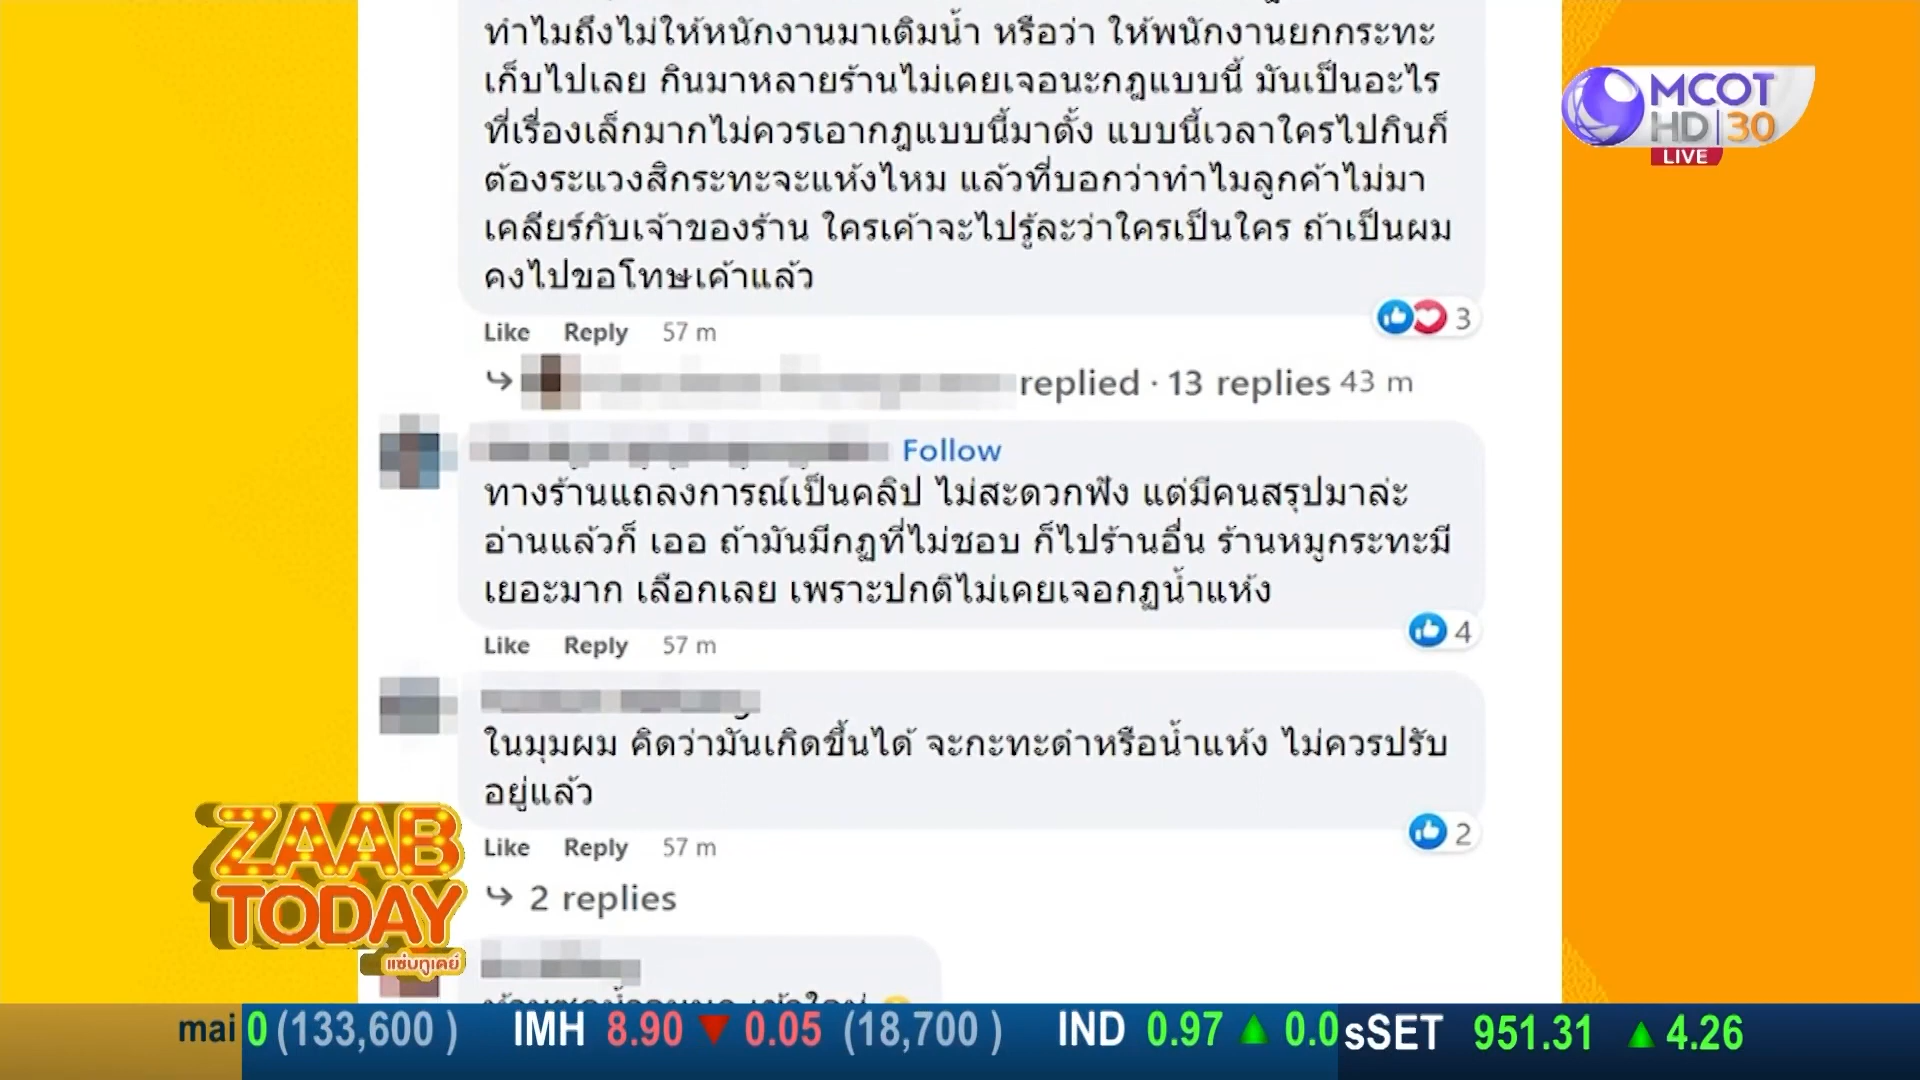 ทำไมถึงไม่ให้หนักงานมาเติมน้ำ หรือว่า ให้พนักงานยกกระทะ
เก็บไปเลย กินมาหลายร้านไม่เคยเจอนะกฎแบบนี้ มันเป็นอะไร
ที่เรื่องเล็กมากไม่ควรเอากฎแบบนี้มาตั้ง แบบนี้เวลาใครไปกินก็
ต้องระแวงสิกระทะจะแห้งไหม แล้วที่บอกว่าทำไมลูกค้าไม่มา
เคลียร์กับเจ้าของร้าน ใครเค้าจะไปรู้ละว่าใครเป็นใคร ถ้าเป็นผม
คงไปขอโทษเค้าแล้ว
3
Like Reply 57 m
replied · 13 replies 43 m
Follow
ทางร้านแถลงการณ์เป็นคลิป ไม่สะดวกฟัง แต่มีคนสรุปมาล่ะ
อ่านแล้วก็ เออ ถ้ามันมีกฏที่ไม่ชอบ ก็ไปร้านอื่น ร้านหมูกระทะมี
เยอะมาก เลือกเลย เพราะปกติไม่เคยเจอกฏน้ำแห้ง
4
Like Reply 57 m
ในมุมผม คิดว่ามันเกิดขึ้นได้ จะกะทะดำหรือน้ำแห้ง ไม่ควรปรับ
อยู่แล้ว
2
Like Reply 57 m
2 replies
MCOT
HD 30
LIVE
ZAAB
TODAY
แซ่บทูเดย์
mai 0 (133,600 ) IMH 8.90 ▼ 0.05 (18,700 ) IND 0.97 ▲ 0.0 sSET 951.31 ▲ 4.26